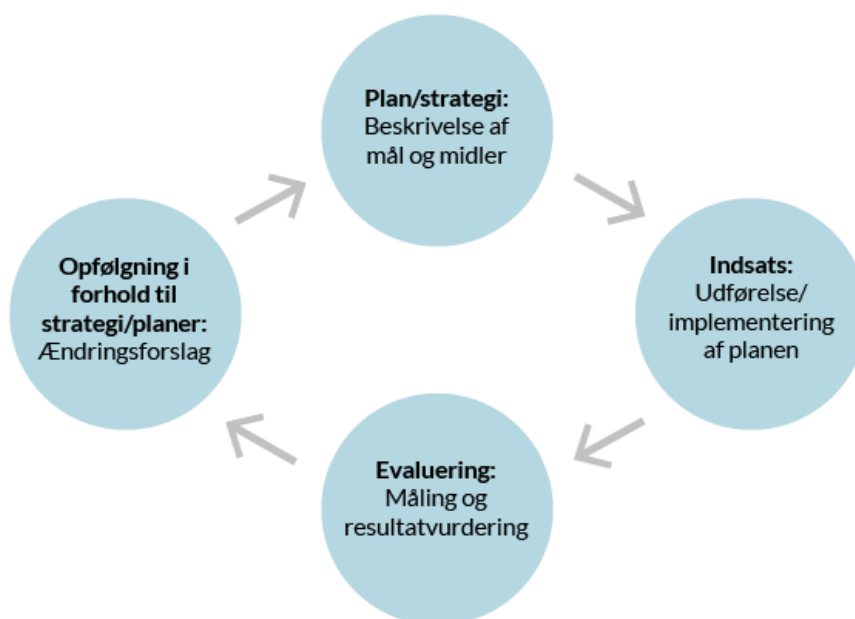 Plan/strategi:
Beskrivelse af
mål og midler
Indsats:
Udførelse/
implementering
af planen
Evaluering:
Måling og
resultatvurdering
Opfølgning i
forhold til
strategi/planer:
Ændringsforslag